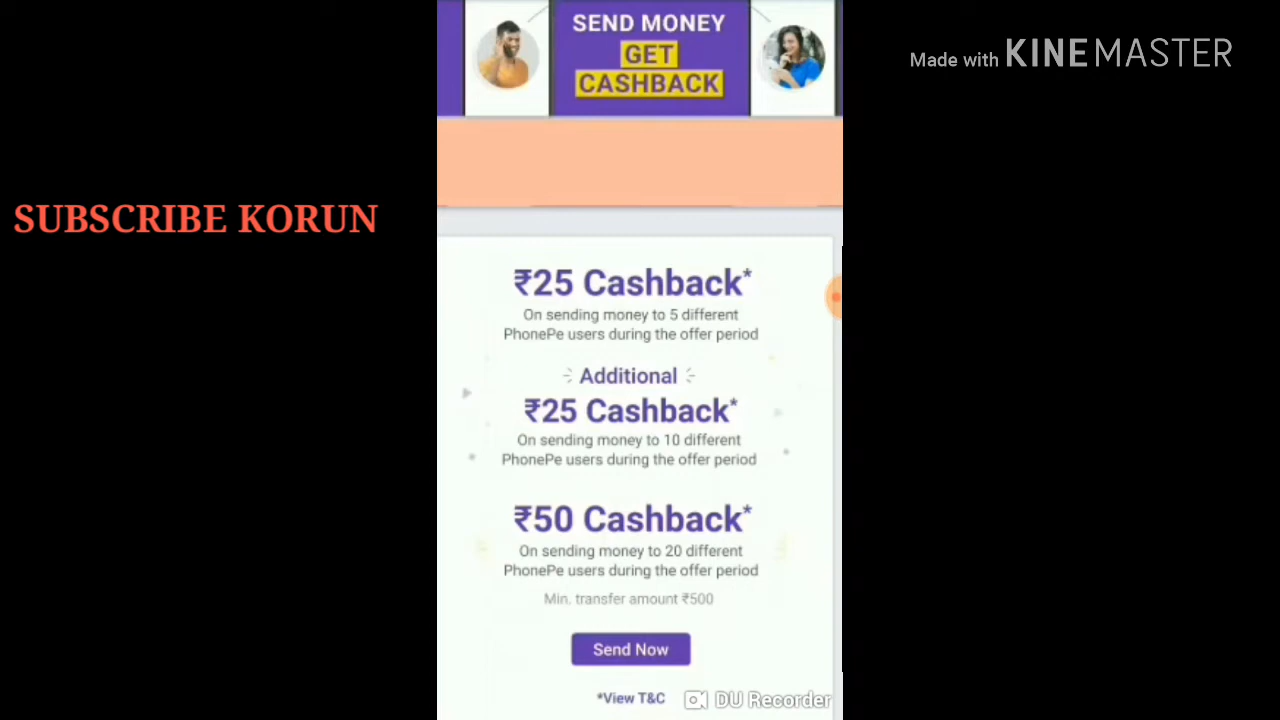 SEND MONEY
GET
CASHBACK
Made with KINEMASTER
SUBSCRIBE KORUN
₹25 Cashback*
On sending money to 5 different
PhonePe users during the offer period
Additional
₹25 Cashback*
On sending money to 10 different
PhonePe users during the offer period
₹50 Cashback*
On sending money to 20 different
PhonePe users during the offer period
Min. transfer amount ₹500
Send Now
*View T&C
DU Recorder